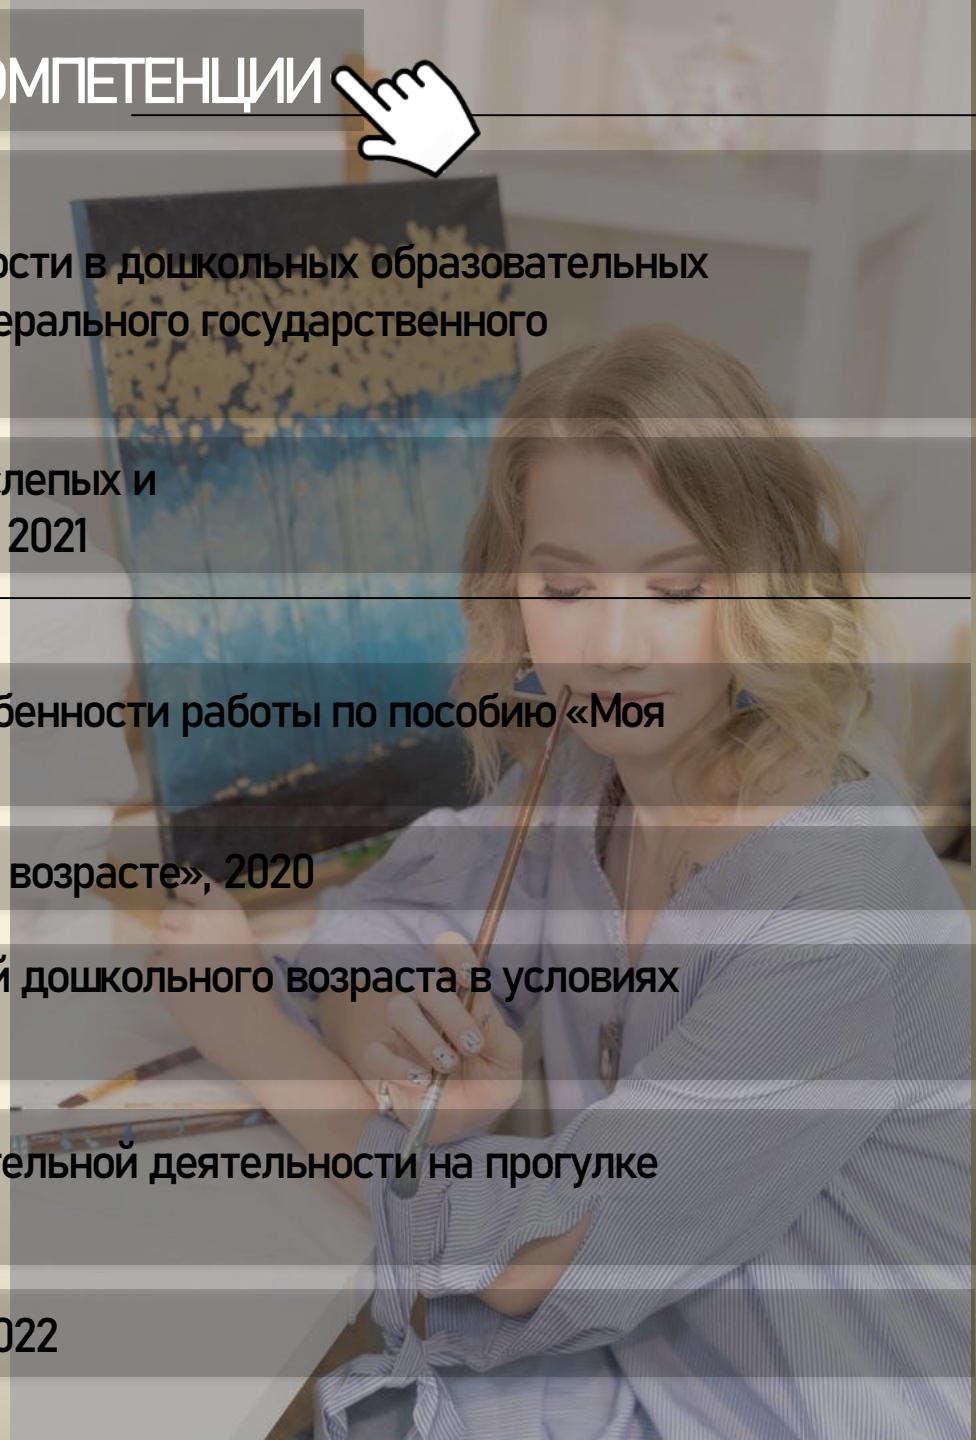 ОМПЕТЕНЦИИ
ости в дошкольных образовательных
ерального государственного
слепых и
2021
бенности работы по пособию «Моя
возрасте», 2020
й дошкольного возраста в условиях
тельной деятельности на прогулке
022